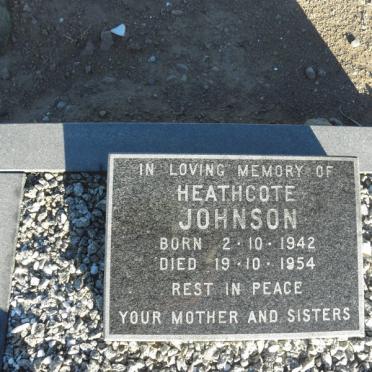 IN LOVING MEMORY OF
HEATHCOTE
JOHNSON
BORN 2·10·1942
DIED 19·10·1954
REST IN PEACE
YOUR MOTHER AND SISTERS